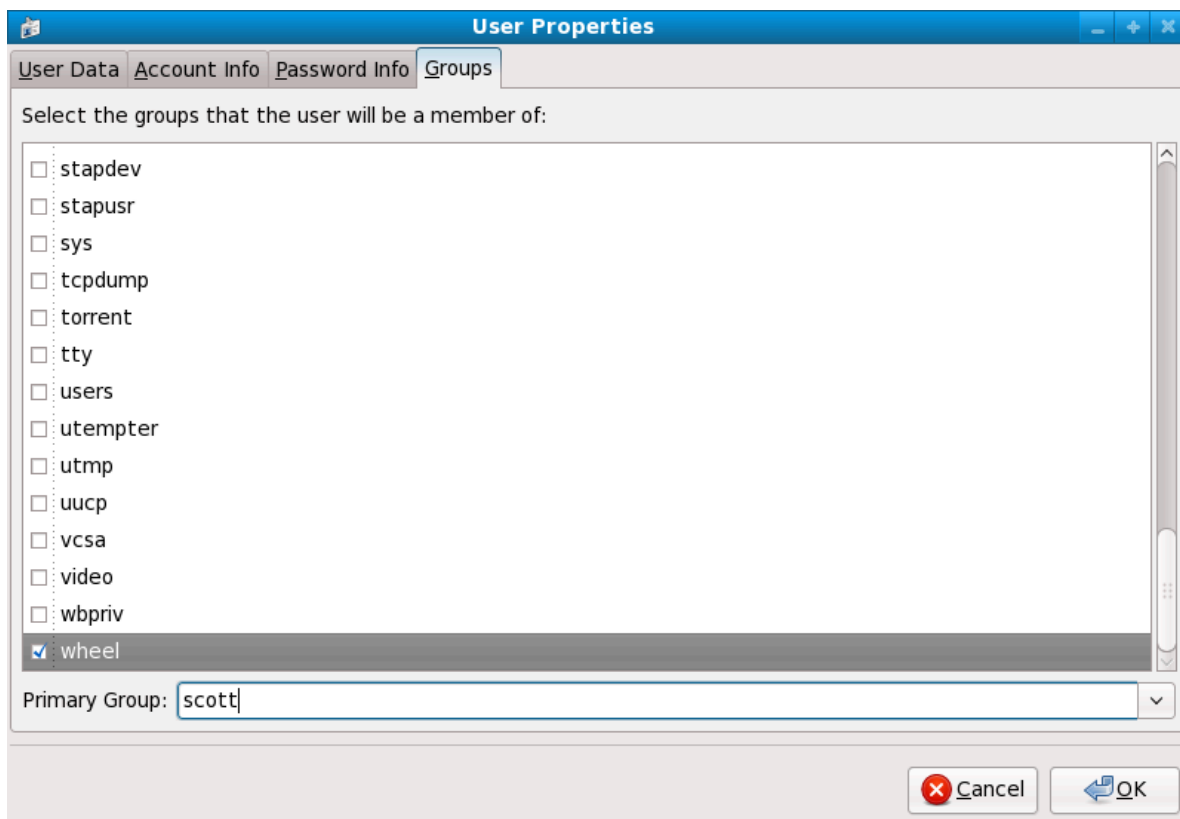 User Properties
User Data Account Info Password Info Groups
Select the groups that the user will be a member of:
stapdev
stapusr
sys
tcpdump
torrent
tty
users
utempter
utmp
uucp
vcsa
video
wbpriv
wheel
Primary Group: scott
Cancel OK